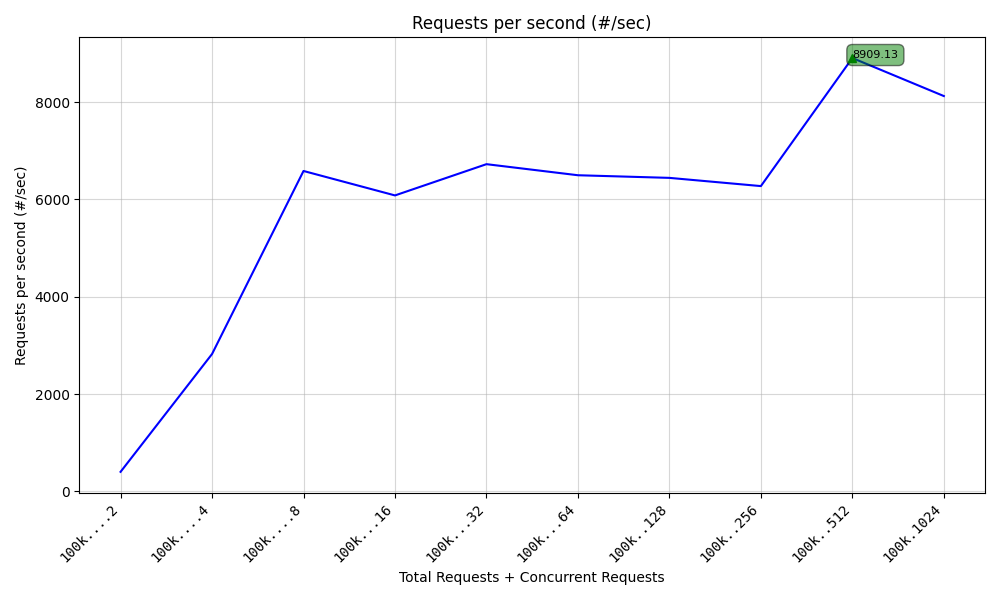 Requests per second (#/sec)
8909.13
8000
6000
4000
2000
0
Requests per second (#/sec)
100k....2
100k....4
100k....8
100k...16
100k...32
100k...64
100k..128
100k..256
100k..512
100k.1024
Total Requests + Concurrent Requests